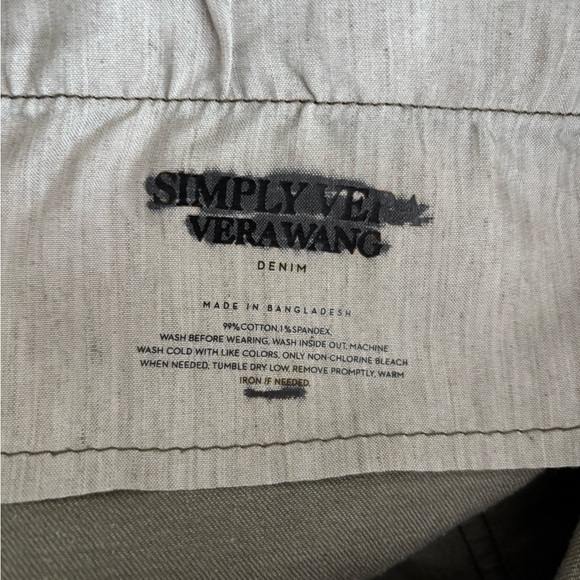 SIMPLY VERA
VERAWANG
DENIM
MADE IN BANGLADESH
99%COTTON,1%SPANDEX,
WASH BEFORE WEARING, WASH INSIDE OUT, MACHINE
WASH COLD WITH LIKE COLORS, ONLY NON-CHLORINE BLEACH
WHEN NEEDED, TUMBLE DRY LOW, REMOVE PROMPTLY, WARM
IRON IF NEEDED.